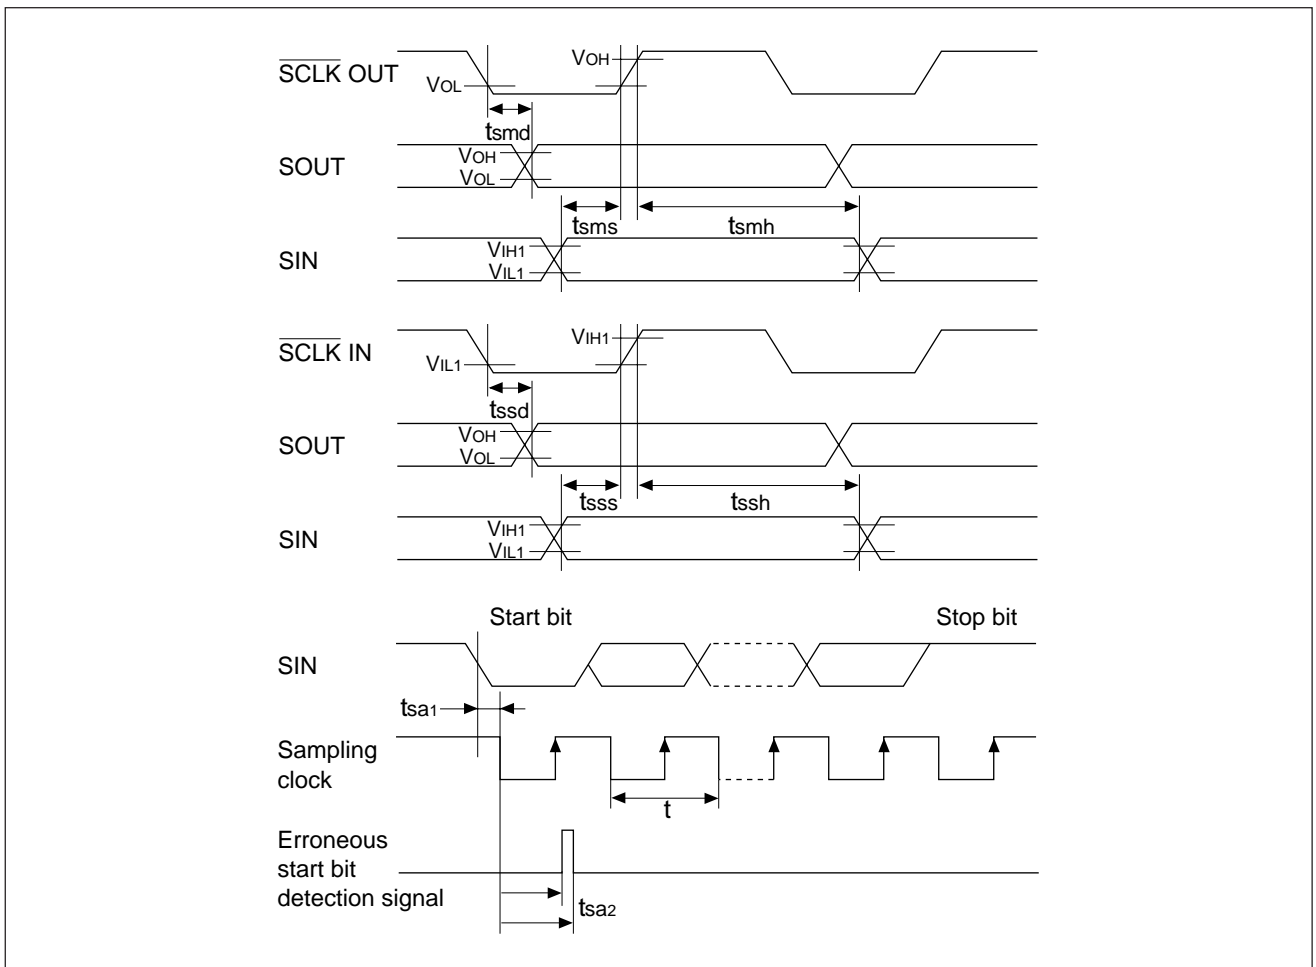 SCLK OUT
VOL
VOH
tsmd
SOUT
VOH
VOL
tsms
tsmh
SIN
VIH1
VIL1
SCLK IN
VIL1
VIH1
tssd
SOUT
VOH
VOL
tsss
tssh
SIN
VIH1
VIL1
Start bit
Stop bit
SIN
tsa1
Sampling
clock
t
Erroneous
start bit
detection signal
tsa2